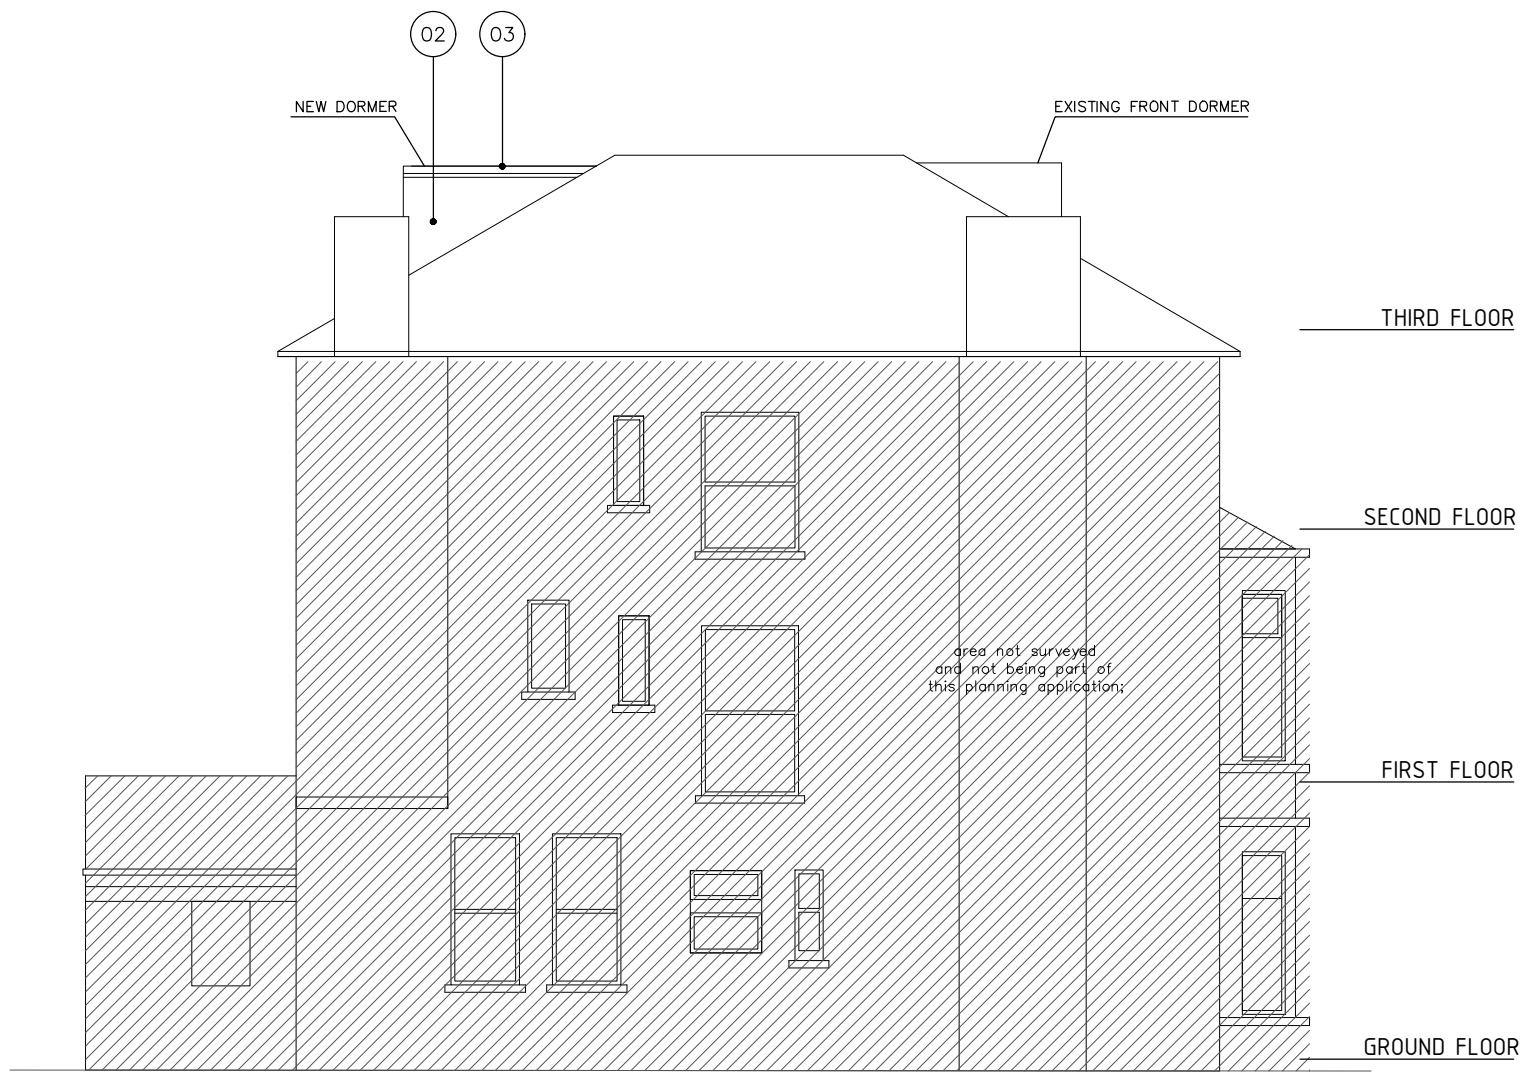 02 03
NEW DORMER
EXISTING FRONT DORMER
THIRD FLOOR
SECOND FLOOR
area not surveyed
and not being part of
this planning application;
FIRST FLOOR
GROUND FLOOR